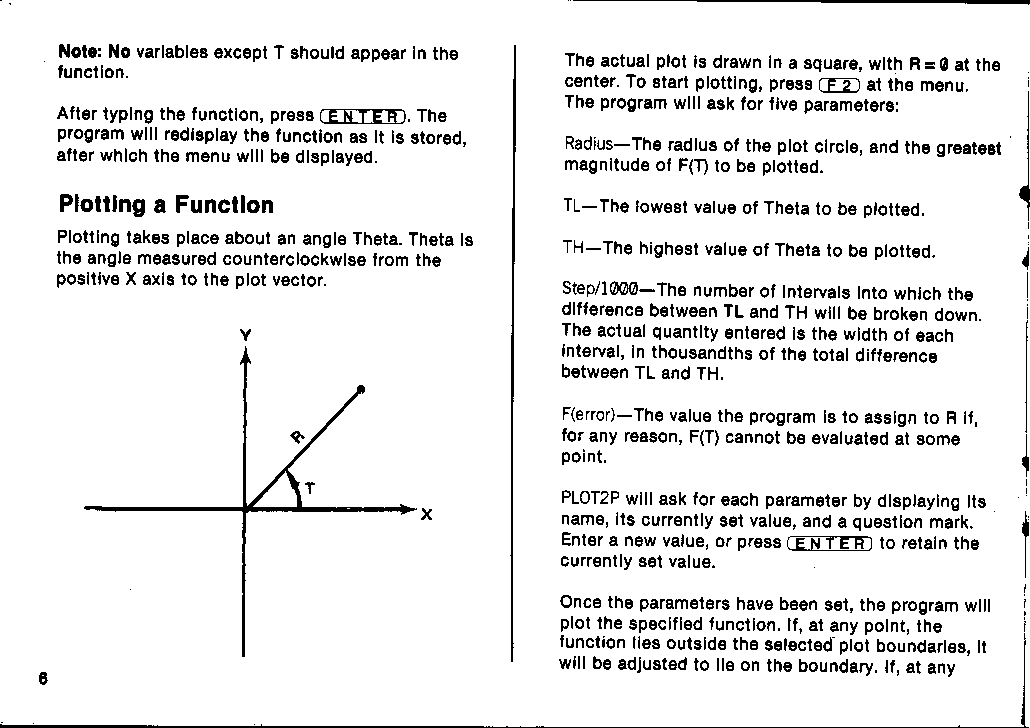 Note: No variables except T should appear in the
function.
After typing the function, press ENTER. The
program will redisplay the function as it is stored,
after which the menu will be displayed.
Plotting a Function
Plotting takes place about an angle Theta. Theta is
the angle measured counterclockwise from the
positive X axis to the plot vector.
Y
R
T
X
6
The actual plot is drawn in a square, with R = 0 at the
center. To start plotting, press F2 at the menu.
The program will ask for five parameters:
Radius—The radius of the plot circle, and the greatest
magnitude of F(T) to be plotted.
TL—The lowest value of Theta to be plotted.
TH—The highest value of Theta to be plotted.
Step/1000—The number of intervals into which the
difference between TL and TH will be broken down.
The actual quantity entered is the width of each
interval, in thousandths of the total difference
between TL and TH.
F(error)—The value the program is to assign to R if,
for any reason, F(T) cannot be evaluated at some
point.
PLOT2P will ask for each parameter by displaying its
name, its currently set value, and a question mark.
Enter a new value, or press ENTER to retain the
currently set value.
Once the parameters have been set, the program will
plot the specified function. If, at any point, the
function lies outside the selected plot boundaries, it
will be adjusted to lie on the boundary. If, at any